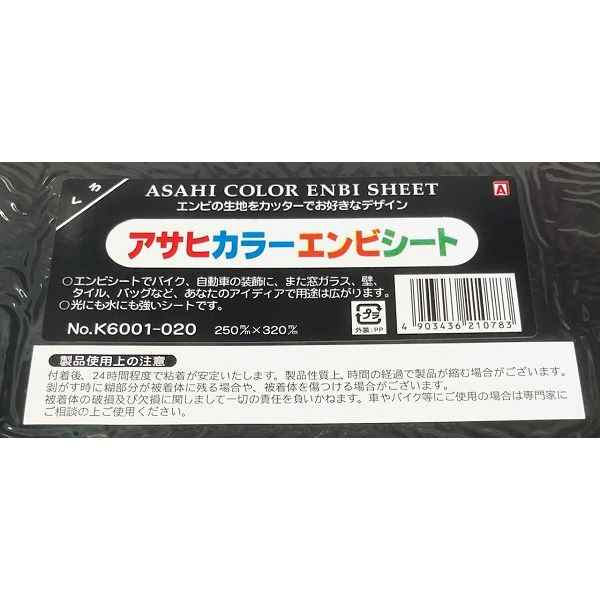 くろ
ASAHI COLOR ENBI SHEET
A
エンビの生地をカッターでお好きなデザイン
アサヒカラーエンビシート
○エンビシートでバイク、自動車の装飾に、また窓ガラス、壁、
タイル、バッグなど、あなたのアイディアで用途は広がります。
○光にも水にも強いシートです。
No.K6001-020 250㎜×320㎜
プラ
外装:PP
4 903436 210783
製品使用上の注意
付着後、24時間程度で粘着が安定いたします。製品性質上、時間の経過で製品が縮む場合がございます。
剥がす時に糊部分が被着体に残る場合や、被着体を傷つける場合がございます。
被着体の破損及び欠損に関しまして一切の責任を負いかねます。車やバイク等にご使用の場合は専門家に
ご相談の上ご使用ください。